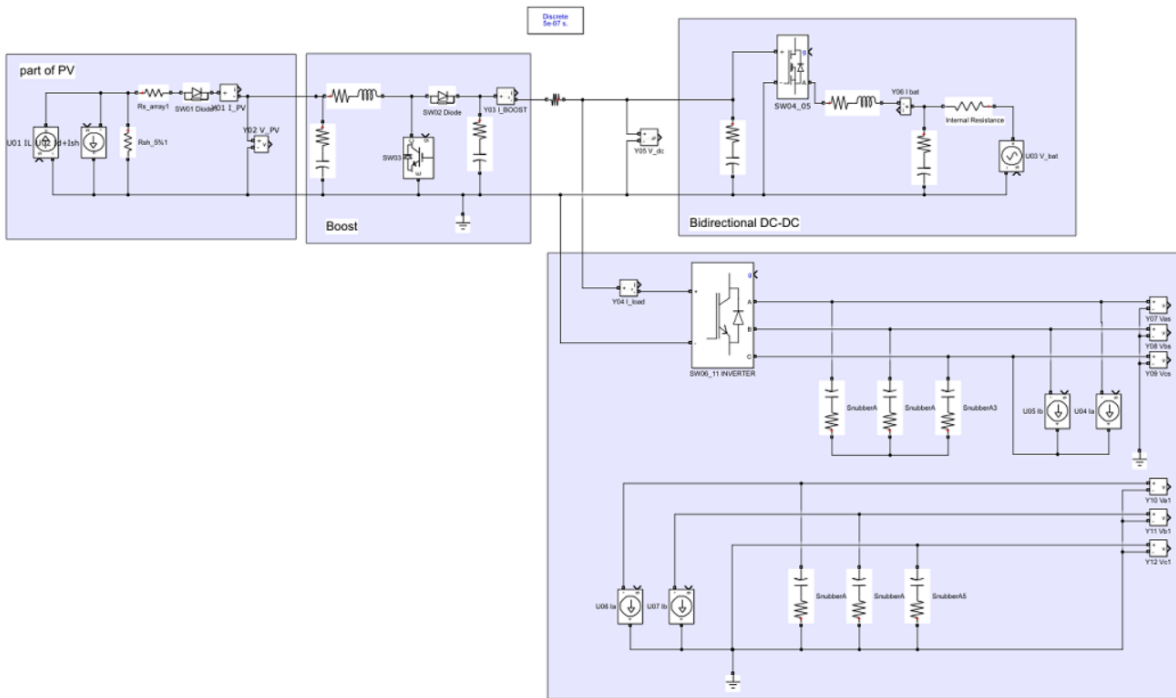 Discrete
5e-07 s.
part of PV
Rs_array1
SW01 Diode
Y01 I_PV
U01 IL
Rsh_5%1
Y02 V_PV
SW02 Diode
Y03 I_BOOST
SW03
Boost
Y05 V_dc
SW04_05
Y06 I bat
Internal Resistance
U03 V_bat
Bidirectional DC-DC
Y04 I_load
SW06_11 INVERTER
A
B
C
Y07 Vas
Y08 Vbs
Y09 Vcs
SnubberA
SnubberA
SnubberA3
U05 Ib
U04 Ia
Y10 Va1
Y11 Vb1
Y12 Vc1
U06 Ia
U07 Ib
SnubberA
SnubberA
SnubberA5